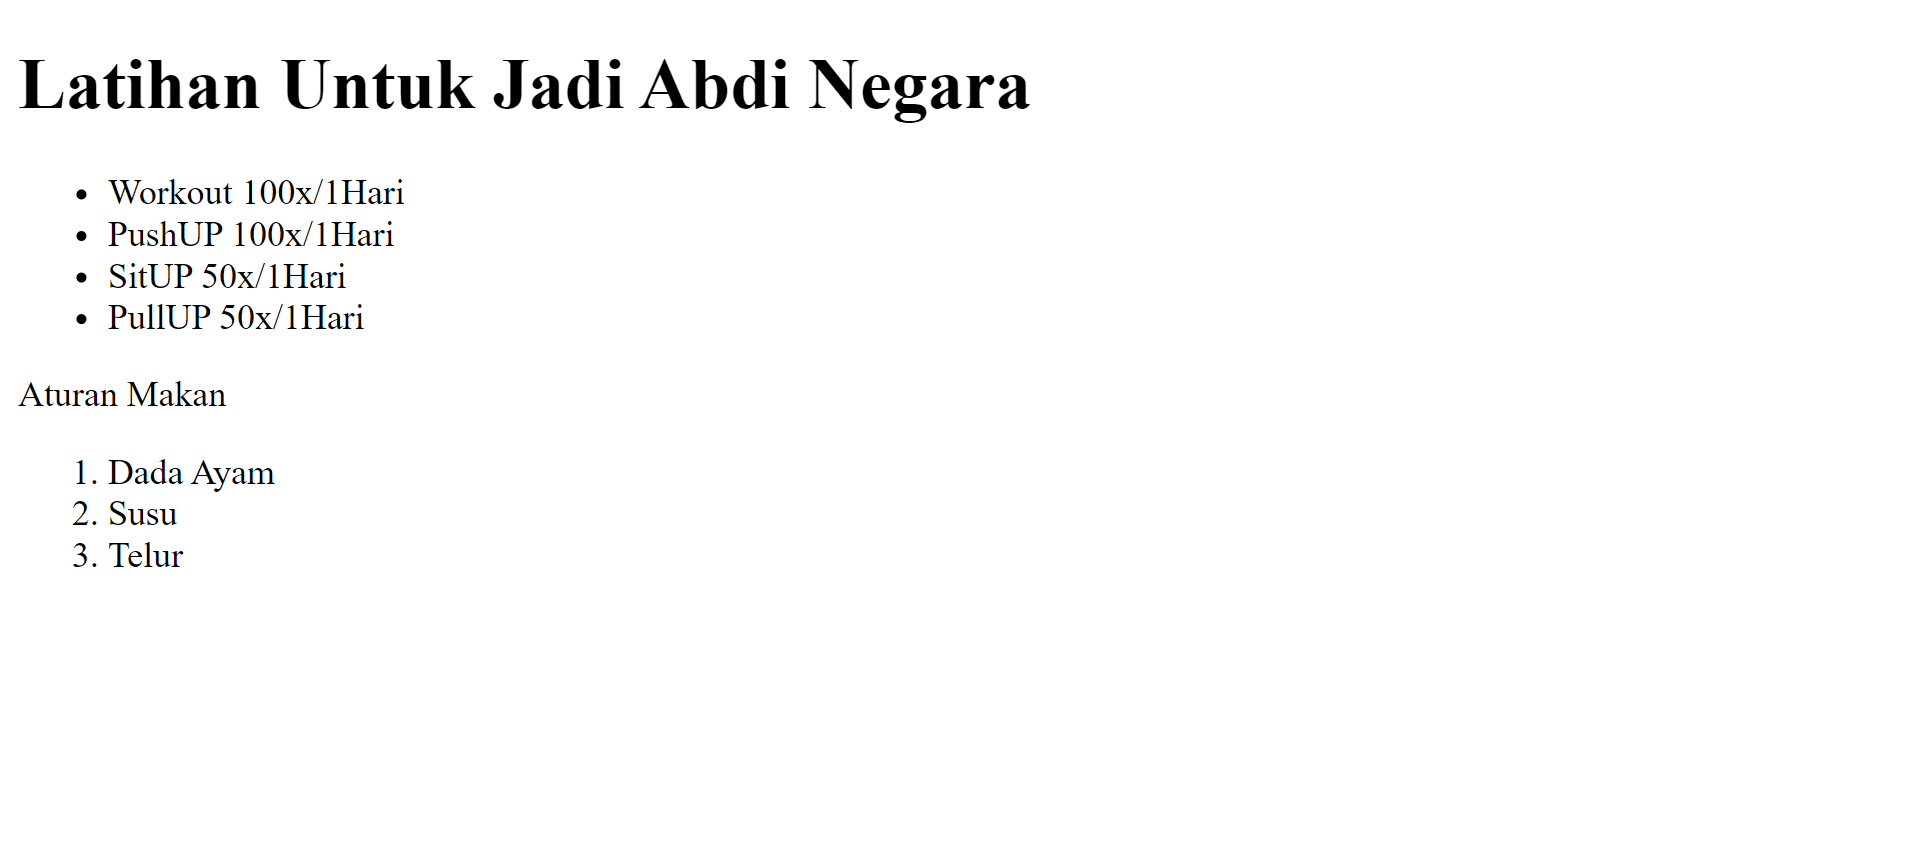 Latihan Untuk Jadi Abdi Negara
• Workout 100x/1Hari
• PushUP 100x/1Hari
• SitUP 50x/1Hari
• PullUP 50x/1Hari
Aturan Makan
1. Dada Ayam
2. Susu
3. Telur